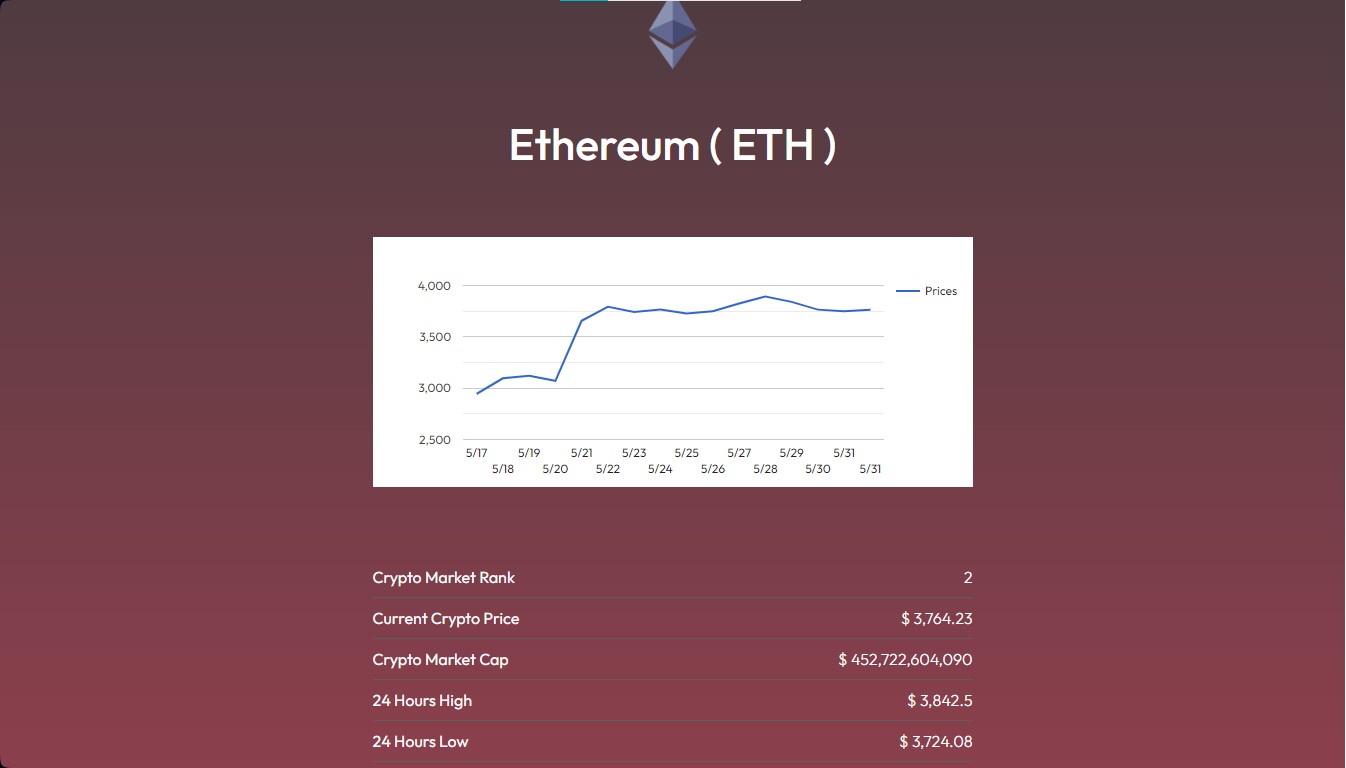 Ethereum ( ETH )
4,000
3,500
3,000
2,500
Prices
5/17 5/19 5/21 5/23 5/25 5/27 5/29 5/31
5/18 5/20 5/22 5/24 5/26 5/28 5/30 5/31
Crypto Market Rank 2
Current Crypto Price $ 3,764.23
Crypto Market Cap $ 452,722,604,090
24 Hours High $ 3,842.5
24 Hours Low $ 3,724.08